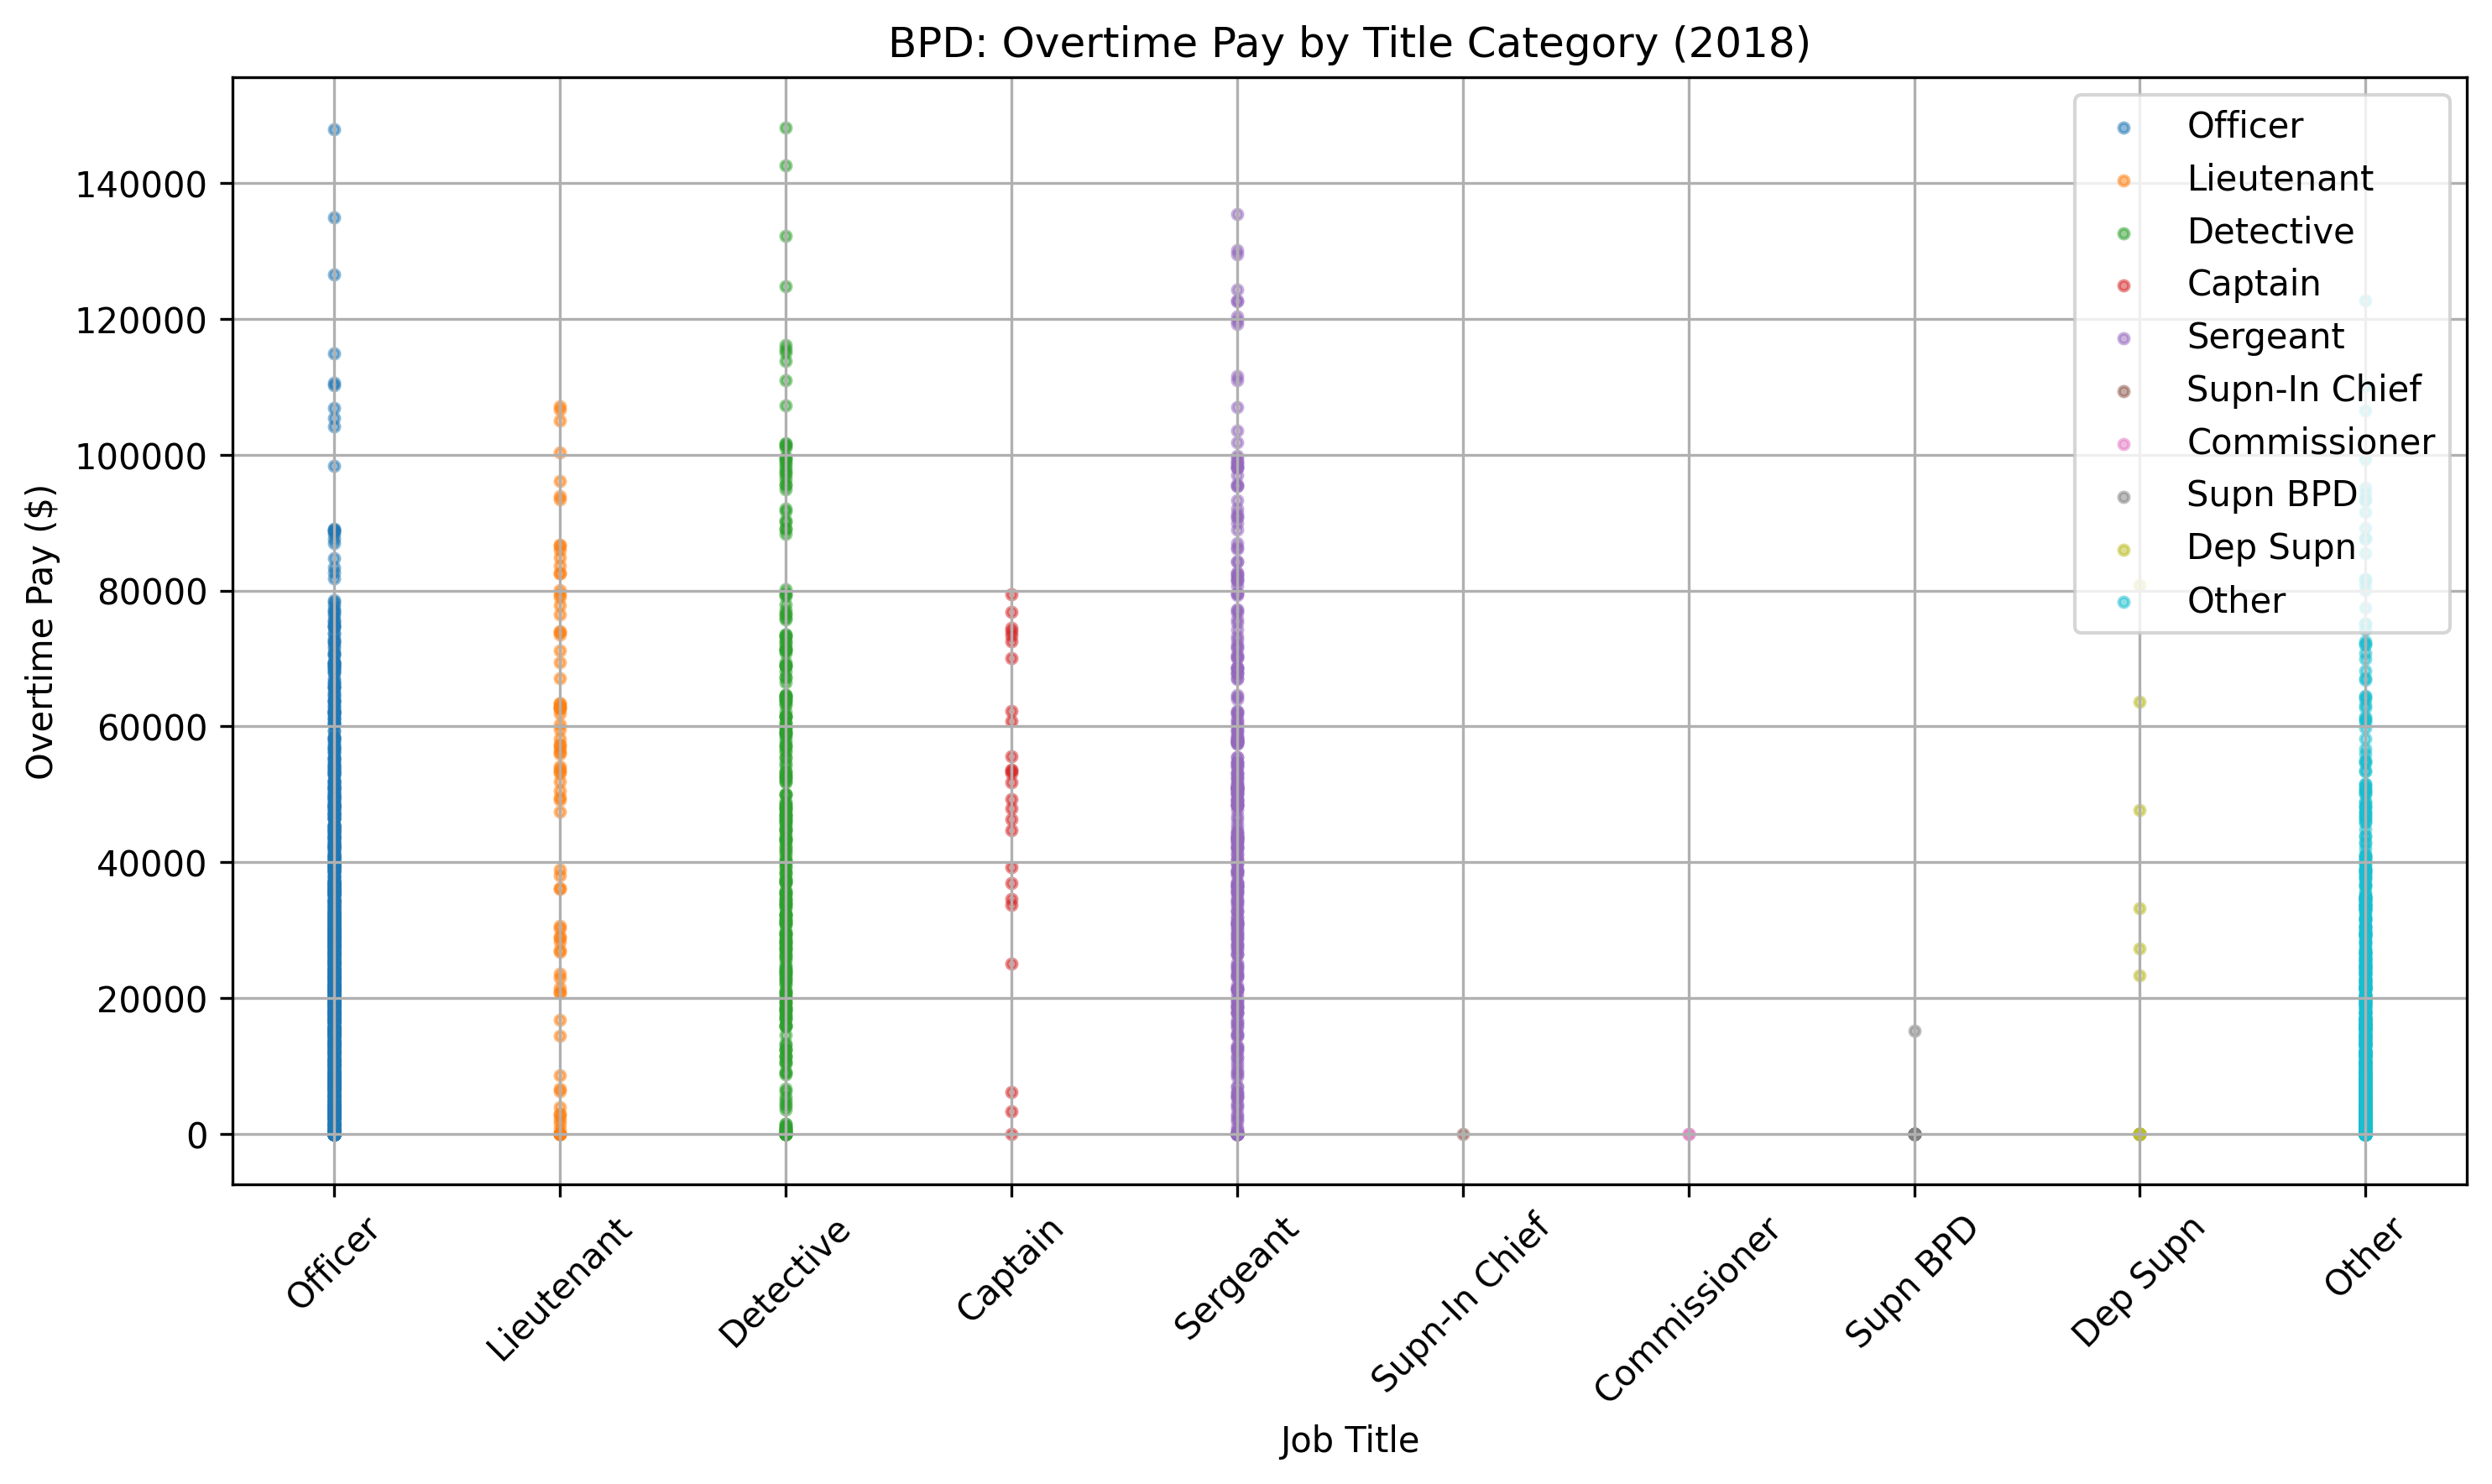 BPD: Overtime Pay by Title Category (2018)
Overtime Pay ($)
140000
120000
100000
80000
60000
40000
20000
0
Officer
Lieutenant
Detective
Captain
Sergeant
Supn-In Chief
Commissioner
Supn BPD
Dep Supn
Other
Officer
Lieutenant
Detective
Captain
Sergeant
Supn-In Chief
Commissioner
Supn BPD
Dep Supn
Other
Job Title